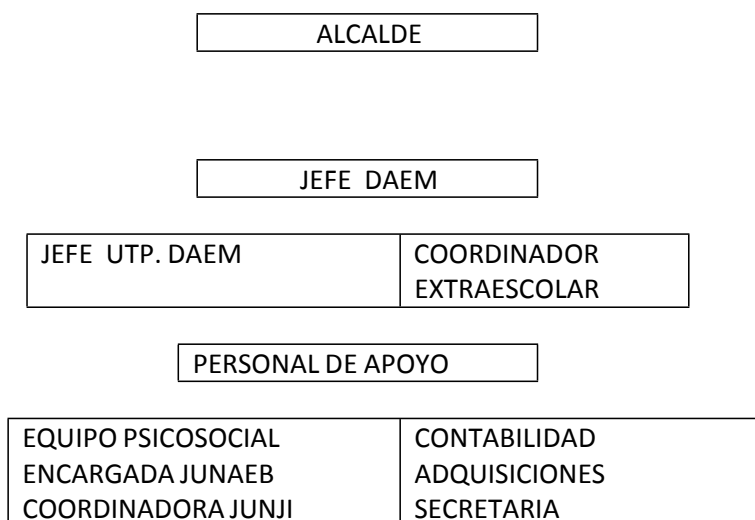 ALCALDE
JEFE DAEM
JEFE UTP. DAEM
COORDINADOR
EXTRAESCOLAR
PERSONAL DE APOYO
EQUIPO PSICOSOCIAL
ENCARGADA JUNAEB
COORDINADORA JUNJI
CONTABILIDAD
ADQUISICIONES
SECRETARIA